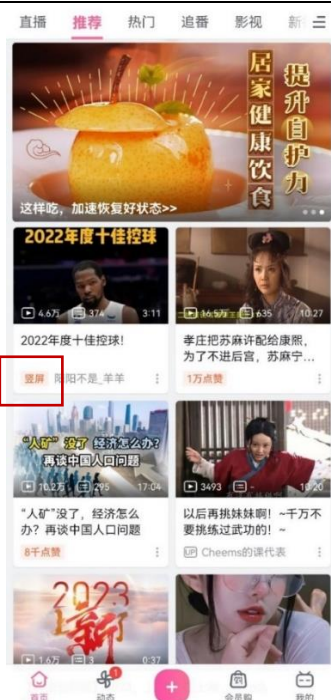 直播 推荐 热门 追番 影视 新
居家健康饮食
提升自护力
这样吃，加速恢复好状态>>
2022年度十佳控球
4.6万 374 3:11
16.5万 635 10:27
2022年度十佳控球！
孝庄把苏麻许配给康熙，
为了不进后宫，苏麻宁...
竖屏 阳阳不是_羊羊
1万点赞
“人矿”没了 经济怎么办？
再谈中国人口问题
10.2万 295 17:04
3493 - 10:20
“人矿”没了，经济怎么
办？再谈中国人口问题
以后再挑妹妹啊！~千万不
要挑练过武功的！~
8千点赞
UP Cheems的课代表
2023
新
1.6万 3 0:37
首页 动态 会员购 我的